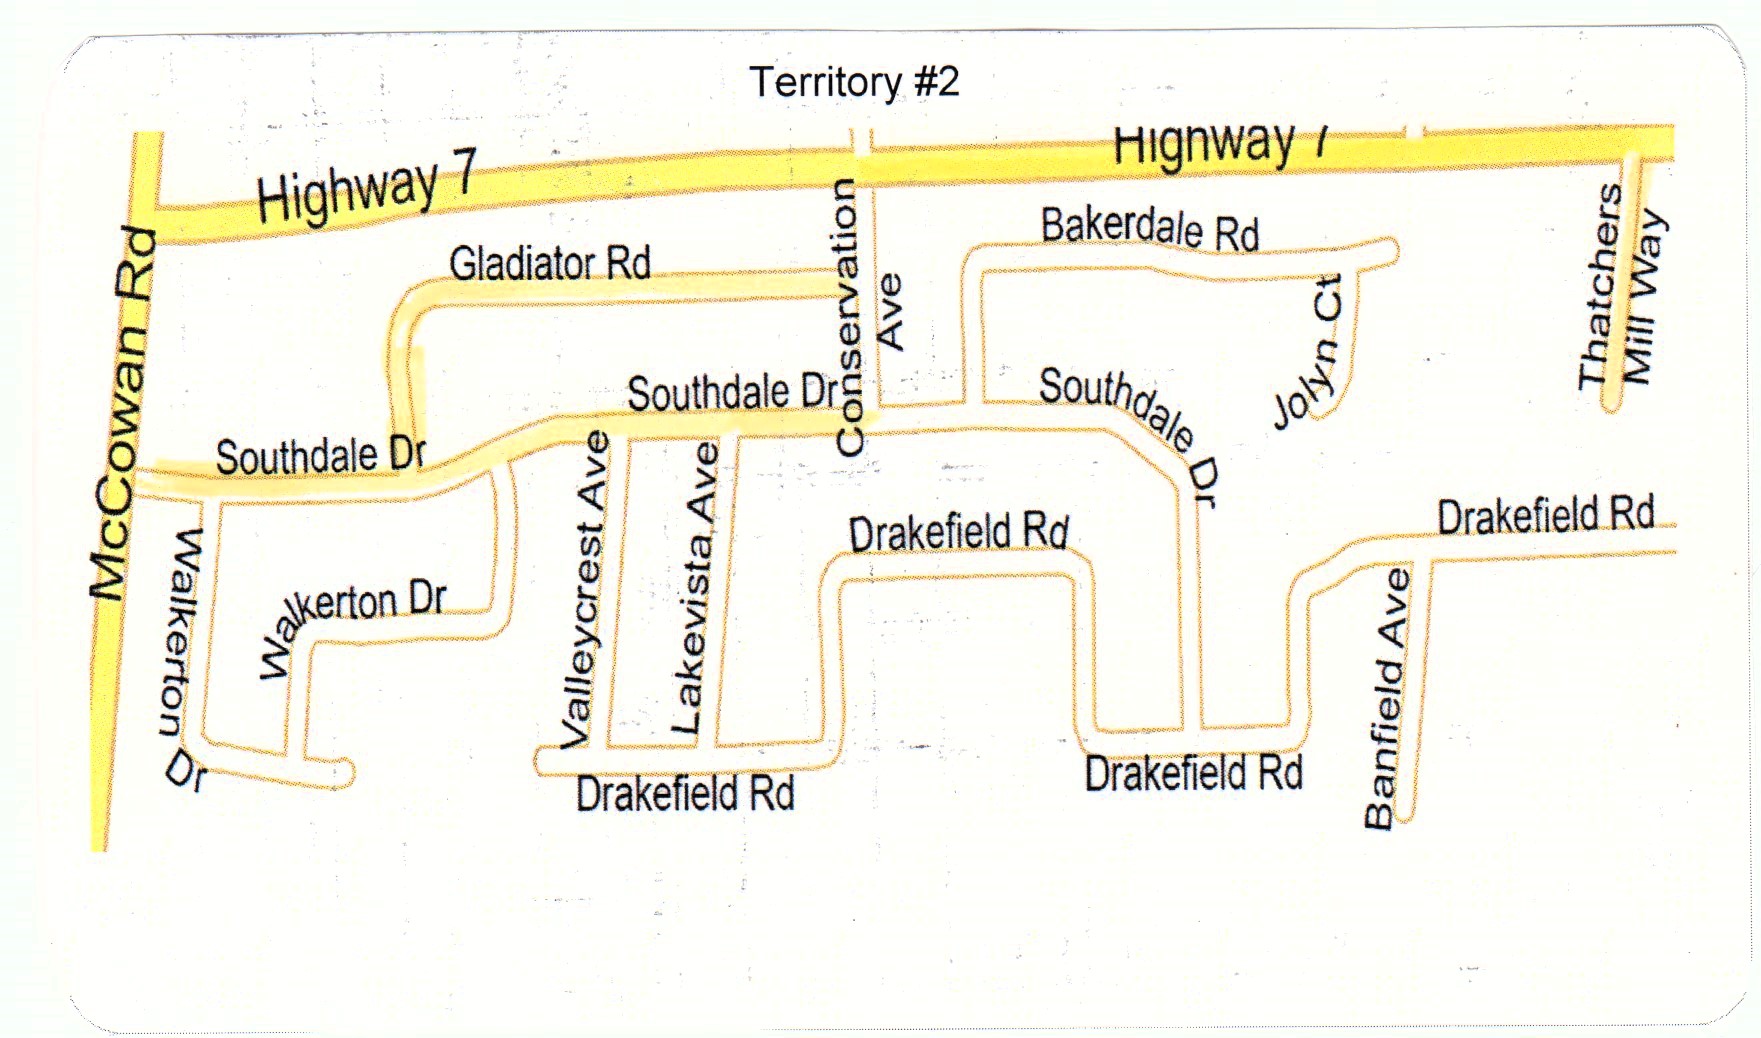 Territory #2
Highway 7
Highway 7
McCowan Rd
Gladiator Rd
Conservation
Ave
Bakerdale Rd
Jolyn Ct
Thatchers
Mill Way
Southdale Dr
Southdale Dr
Southdale Dr
Walkerton Dr
Walkerton Dr
Valleycrest Ave
Lakevista Ave
Drakefield Rd
Drakefield Rd
Drakefield Rd
Drakefield Rd
Banfield Ave